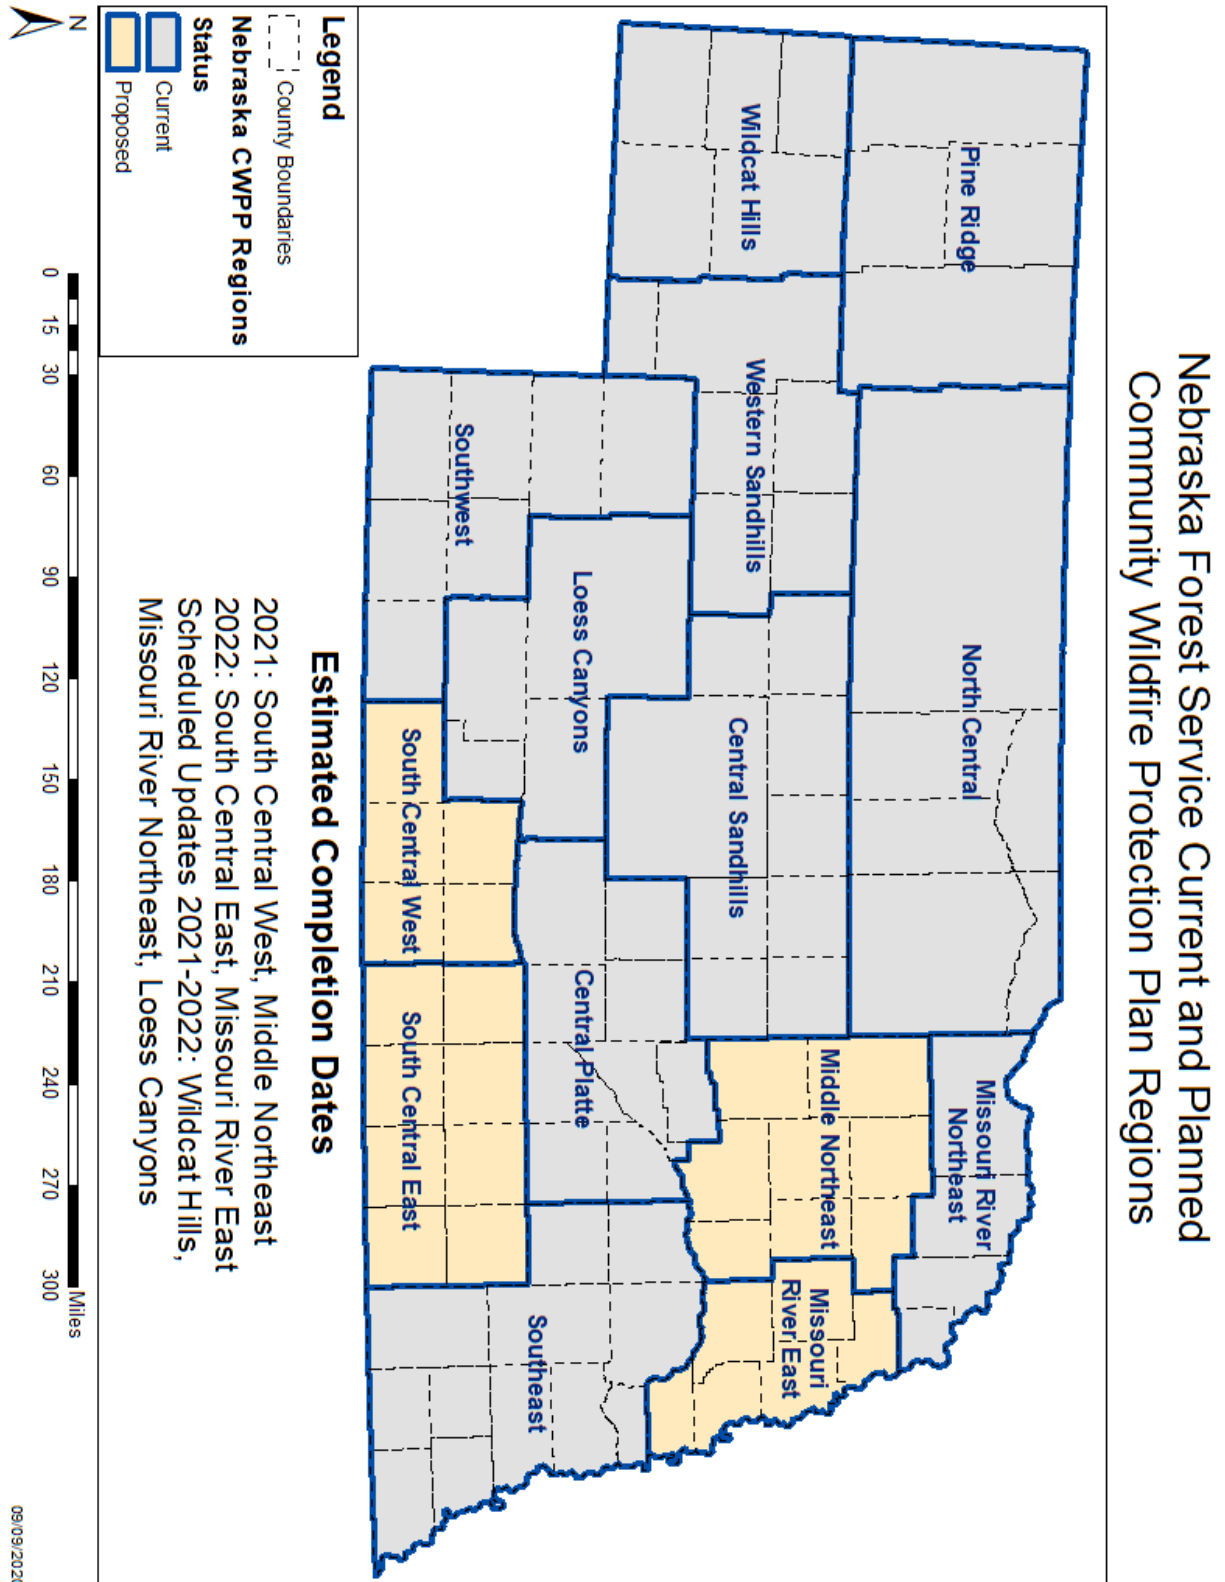 Nebraska Forest Service Current and Planned
Community Wildfire Protection Plan Regions
Pine Ridge
North Central
Missouri River
Northeast
Wildcat Hills
Western Sandhills
Central Sandhills
Middle Northeast
Missouri
River East
Loess Canyons
Central Platte
Southeast
Southwest
South Central West
South Central East
Legend
County Boundaries
Nebraska CWPP Regions
Status
Current
Proposed
Estimated Completion Dates
2021: South Central West, Middle Northeast
2022: South Central East, Missouri River East
Scheduled Updates 2021-2022: Wildcat Hills,
Missouri River Northeast, Loess Canyons
N
0 15 30 60 90 120 150 180 210 240 270 300
Miles
09/09/2020